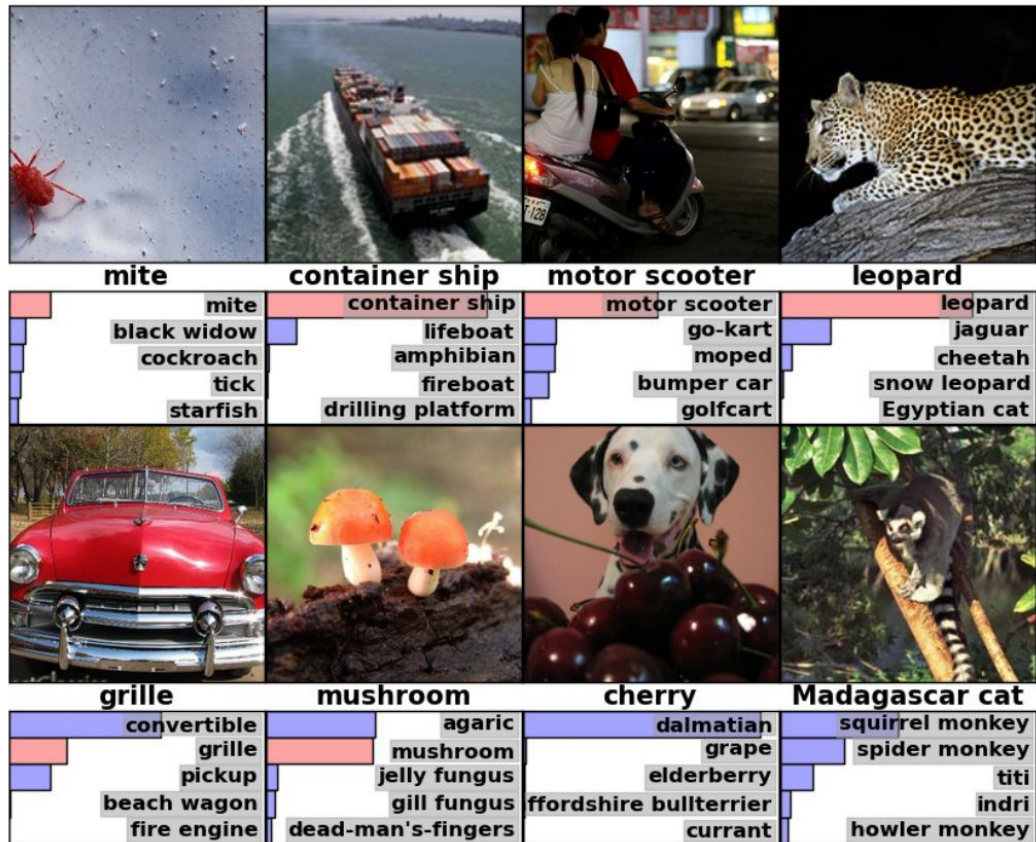 mite
container ship
motor scooter
leopard
mite
black widow
cockroach
tick
starfish
container ship
lifeboat
amphibian
fireboat
drilling platform
motor scooter
go-kart
moped
bumper car
golfcart
leopard
jaguar
cheetah
snow leopard
Egyptian cat
grille
mushroom
cherry
Madagascar cat
convertible
grille
pickup
beach wagon
fire engine
agaric
mushroom
jelly fungus
gill fungus
dead-man's-fingers
dalmatian
grape
elderberry
ffordshire bullterrier
currant
squirrel monkey
spider monkey
titi
indri
howler monkey